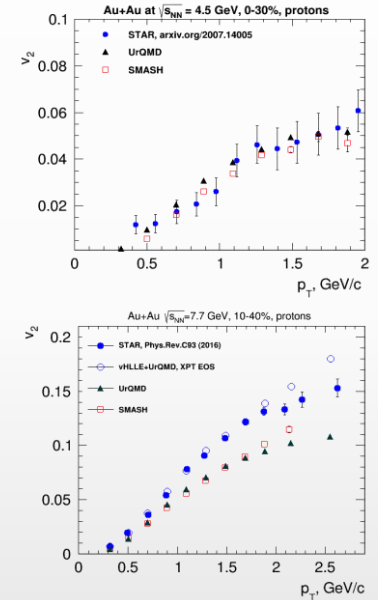 Au+Au at √s_NN = 4.5 GeV, 0-30%, protons
0.1
v2
STAR, arxiv.org/2007.14005
UrQMD
SMASH
0.08
0.06
0.04
0.02
0 0.5 1 1.5 2
pT, GeV/c
Au+Au √s_NN=7.7 GeV, 10-40%, protons
v2
0.2
STAR, Phys.Rev.C93 (2016)
vHLLE+UrQMD, XPT EOS
UrQMD
SMASH
0.15
0.1
0.05
0
0 0.5 1 1.5 2 2.5
pT, GeV/c